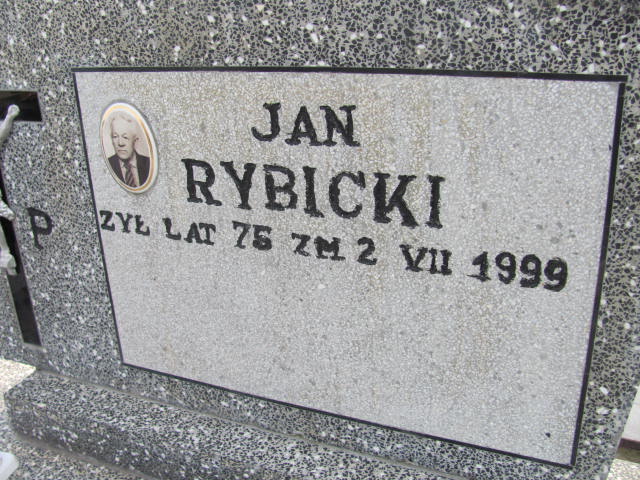 P
JAN
RYBICKI
ŻYŁ LAT 75 ZM 2 VII 1999